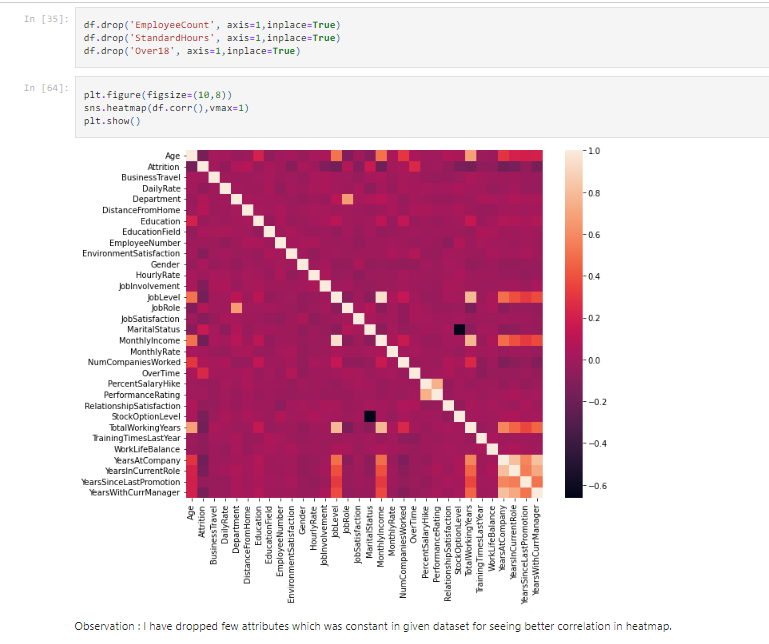 In [35]:
df.drop('EmployeeCount', axis=1,inplace=True)
df.drop('StandardHours', axis=1,inplace=True)
df.drop('Over18', axis=1,inplace=True)
In [64]:
plt.figure(figsize=(10,8))
sns.heatmap(df.corr(),vmax=1)
plt.show()
Age
Attrition
BusinessTravel
DailyRate
Department
DistanceFromHome
Education
EducationField
EmployeeNumber
EnvironmentSatisfaction
Gender
HourlyRate
JobInvolvement
JobLevel
JobRole
JobSatisfaction
MaritalStatus
MonthlyIncome
MonthlyRate
NumCompaniesWorked
OverTime
PercentSalaryHike
PerformanceRating
RelationshipSatisfaction
StockOptionLevel
TotalWorkingYears
TrainingTimesLastYear
WorkLifeBalance
YearsAtCompany
YearsInCurrentRole
YearsSinceLastPromotion
YearsWithCurrManager
Age
Attrition
BusinessTravel
DailyRate
Department
DistanceFromHome
Education
EducationField
EmployeeNumber
EnvironmentSatisfaction
Gender
HourlyRate
JobInvolvement
JobLevel
JobRole
JobSatisfaction
MaritalStatus
MonthlyIncome
MonthlyRate
NumCompaniesWorked
OverTime
PercentSalaryHike
PerformanceRating
RelationshipSatisfaction
StockOptionLevel
TotalWorkingYears
TrainingTimesLastYear
WorkLifeBalance
YearsAtCompany
YearsInCurrentRole
YearsSinceLastPromotion
YearsWithCurrManager
1.0
0.8
0.6
0.4
0.2
0.0
−0.2
−0.4
−0.6
Observation : I have dropped few attributes which was constant in given dataset for seeing better correlation in heatmap.